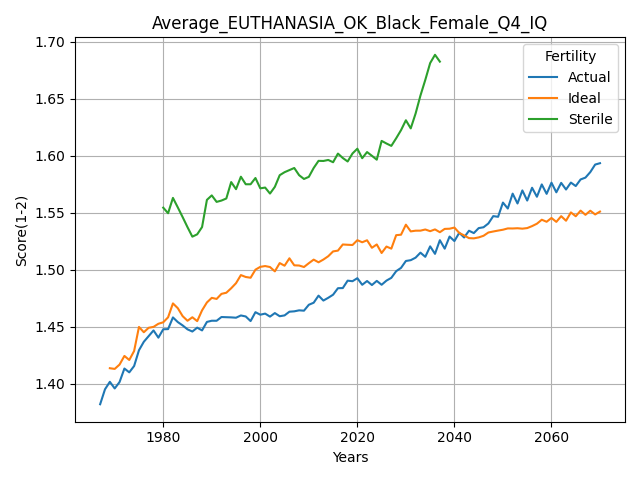 Average_EUTHANASIA_OK_Black_Female_Q4_IQ
Score(1-2)
1.70
1.65
1.60
1.55
1.50
1.45
1.40
Fertility
Actual
Ideal
Sterile
1980
2000
2020
2040
2060
Years